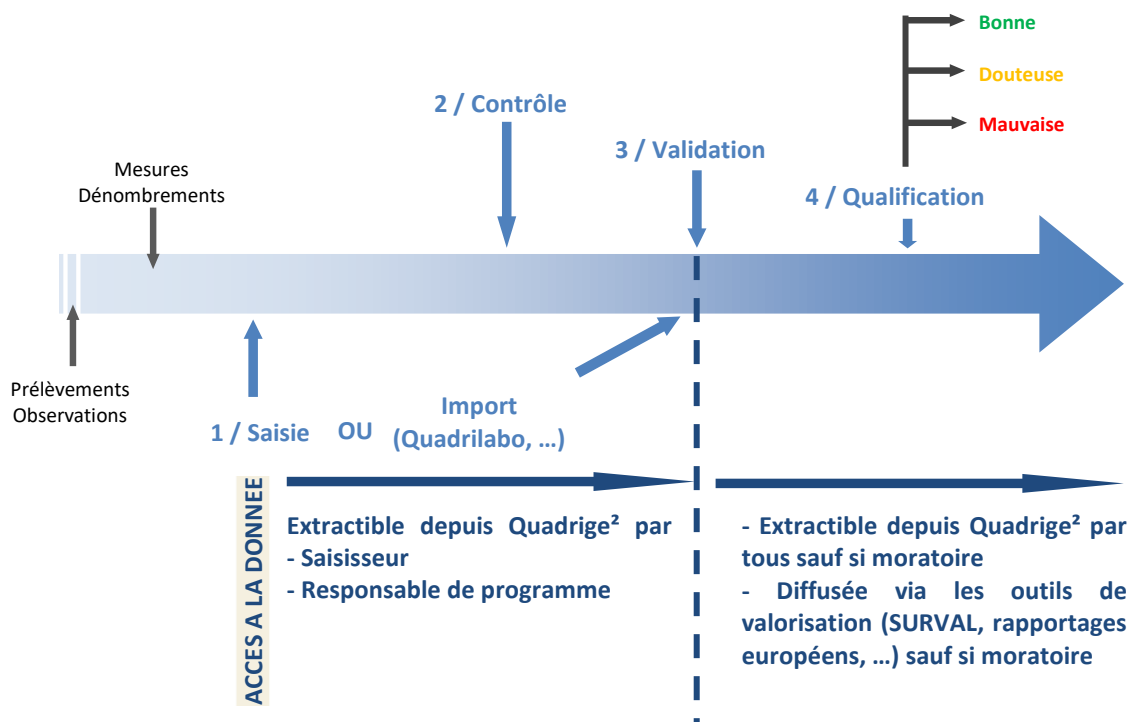 Bonne
Douteuse
Mauvaise
2 / Contrôle
3 / Validation
4 / Qualification
Mesures
Dénombrements
Prélèvements
Observations
1 / Saisie OU Import
(Quadrilabo, …)
ACCES A LA DONNEE
Extractible depuis Quadrige² par
- Saisisseur
- Responsable de programme
- Extractible depuis Quadrige² par
tous sauf si moratoire
- Diffusée via les outils de
valorisation (SURVAL, rapportages
européens, …) sauf si moratoire